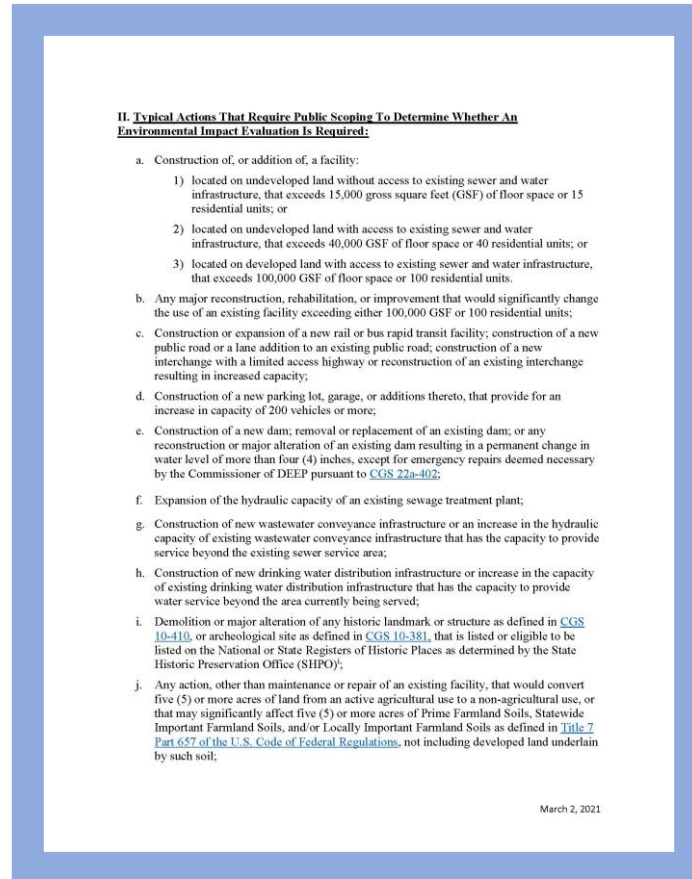 II. Typical Actions That Require Public Scoping To Determine Whether An
Environmental Impact Evaluation Is Required:
a. Construction of, or addition of, a facility:
1) located on undeveloped land without access to existing sewer and water
infrastructure, that exceeds 15,000 gross square feet (GSF) of floor space or 15
residential units; or
2) located on undeveloped land with access to existing sewer and water
infrastructure, that exceeds 40,000 GSF of floor space or 40 residential units; or
3) located on developed land with access to existing sewer and water infrastructure,
that exceeds 100,000 GSF of floor space or 100 residential units.
b. Any major reconstruction, rehabilitation, or improvement that would significantly change
the use of an existing facility exceeding either 100,000 GSF or 100 residential units;
c. Construction or expansion of a new rail or bus rapid transit facility; construction of a new
public road or a lane addition to an existing public road; construction of a new
interchange with a limited access highway or reconstruction of an existing interchange
resulting in increased capacity;
d. Construction of a new parking lot, garage, or additions thereto, that provide for an
increase in capacity of 200 vehicles or more;
e. Construction of a new dam; removal or replacement of an existing dam; or any
reconstruction or major alteration of an existing dam resulting in a permanent change in
water level of more than four (4) inches, except for emergency repairs deemed necessary
by the Commissioner of DEEP pursuant to CGS 22a-402;
f. Expansion of the hydraulic capacity of an existing sewage treatment plant;
g. Construction of new wastewater conveyance infrastructure or an increase in the hydraulic
capacity of existing wastewater conveyance infrastructure that has the capacity to provide
service beyond the existing sewer service area;
h. Construction of new drinking water distribution infrastructure or increase in the capacity
of existing drinking water distribution infrastructure that has the capacity to provide
water service beyond the area currently being served;
i. Demolition or major alteration of any historic landmark or structure as defined in CGS
10-410, or archeological site as defined in CGS 10-381, that is listed or eligible to be
listed on the National or State Registers of Historic Places as determined by the State
Historic Preservation Office (SHPO)i;
j. Any action, other than maintenance or repair of an existing facility, that would convert
five (5) or more acres of land from an active agricultural use to a non-agricultural use, or
that may significantly affect five (5) or more acres of Prime Farmland Soils, Statewide
Important Farmland Soils, and/or Locally Important Farmland Soils as defined in Title 7
Part 657 of the U.S. Code of Federal Regulations, not including developed land underlain
by such soil;
March 2, 2021